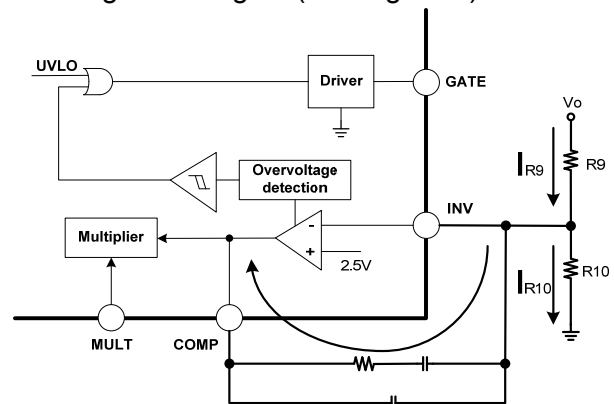 UVLO
Driver
GATE
Vo
IR9
R9
Overvoltage
detection
INV
Multiplier
-
+
2.5V
IR10
R10
MULT
COMP